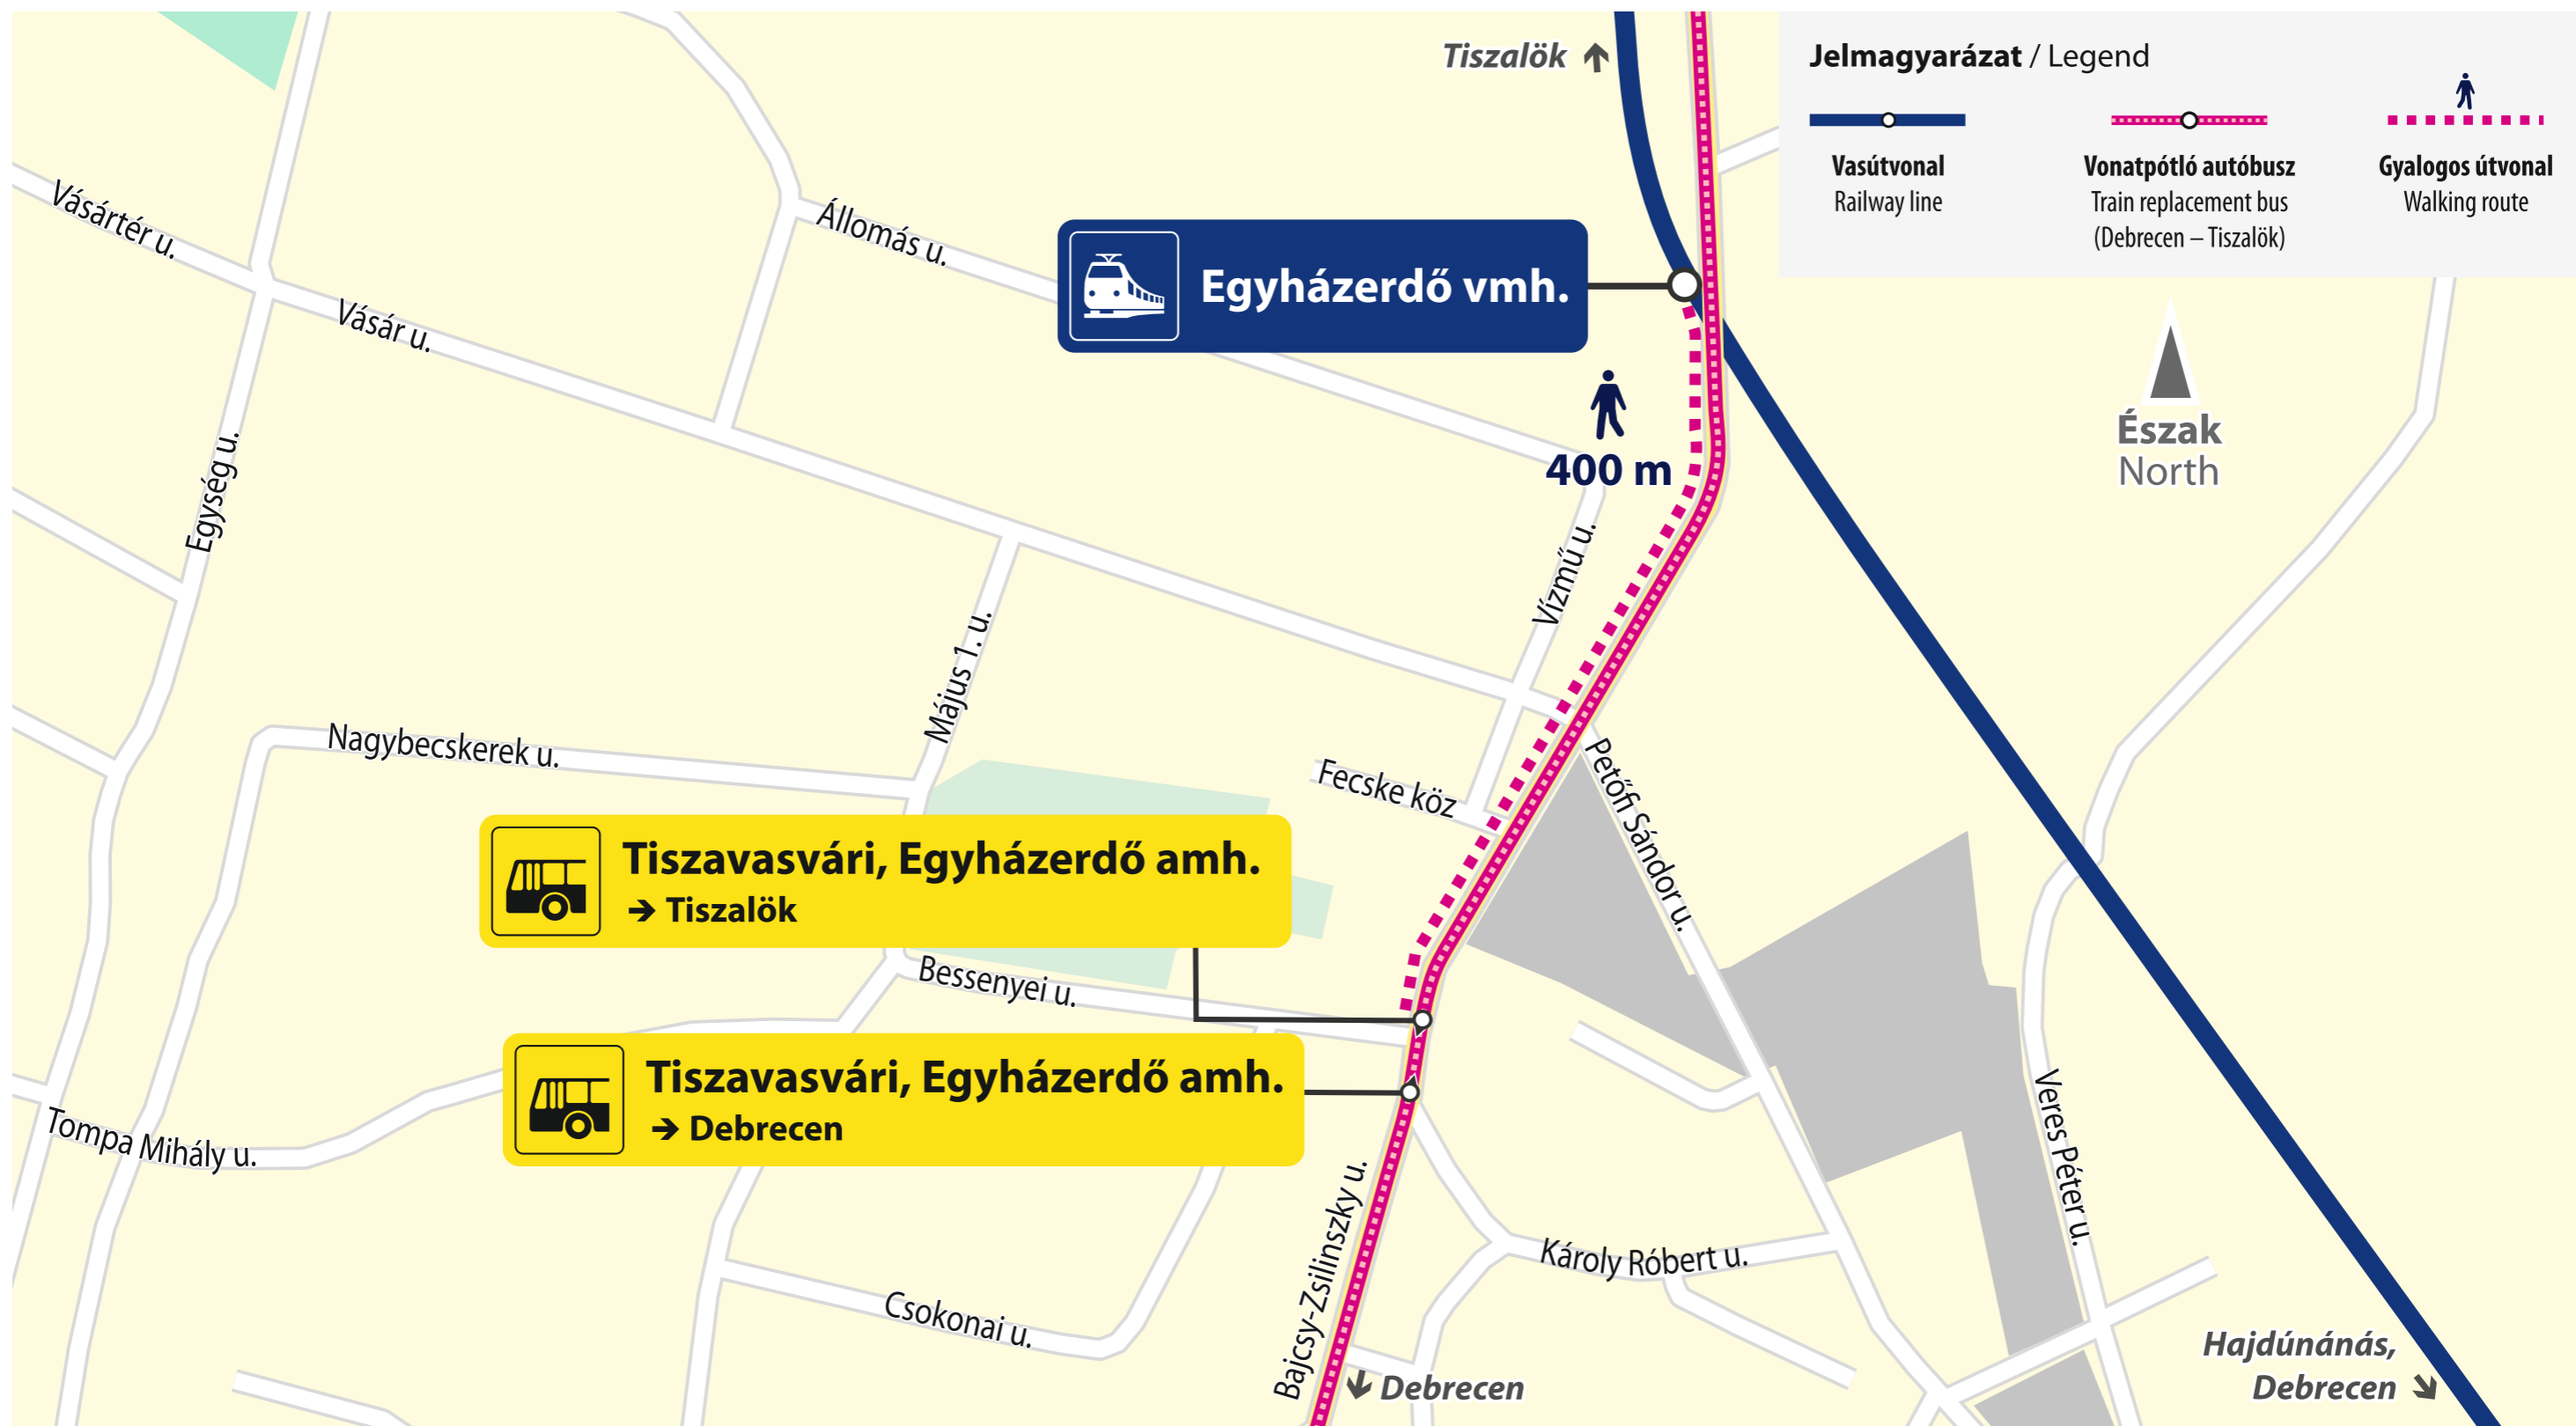 Tiszalök
Jelmagyarázat / Legend
Vasútvonal
Railway line
Vonatpótló autóbusz
Train replacement bus
(Debrecen – Tiszalök)
Gyalogos útvonal
Walking route
Vásártér u.
Állomás u.
Egyházerdő vmh.
Vásár u.
Észak
North
400 m
Egység u.
Vízmű u.
Május 1. u.
Nagybecskerek u.
Fecske köz
Petőfi Sándor u.
Tiszavasvári, Egyházerdő amh.
➔ Tiszalök
Bessenyei u.
Tiszavasvári, Egyházerdő amh.
➔ Debrecen
Tompa Mihály u.
Veres Péter u.
Bajcsy-Zsilinszky u.
Károly Róbert u.
Csokonai u.
Debrecen
Hajdúnánás,
Debrecen